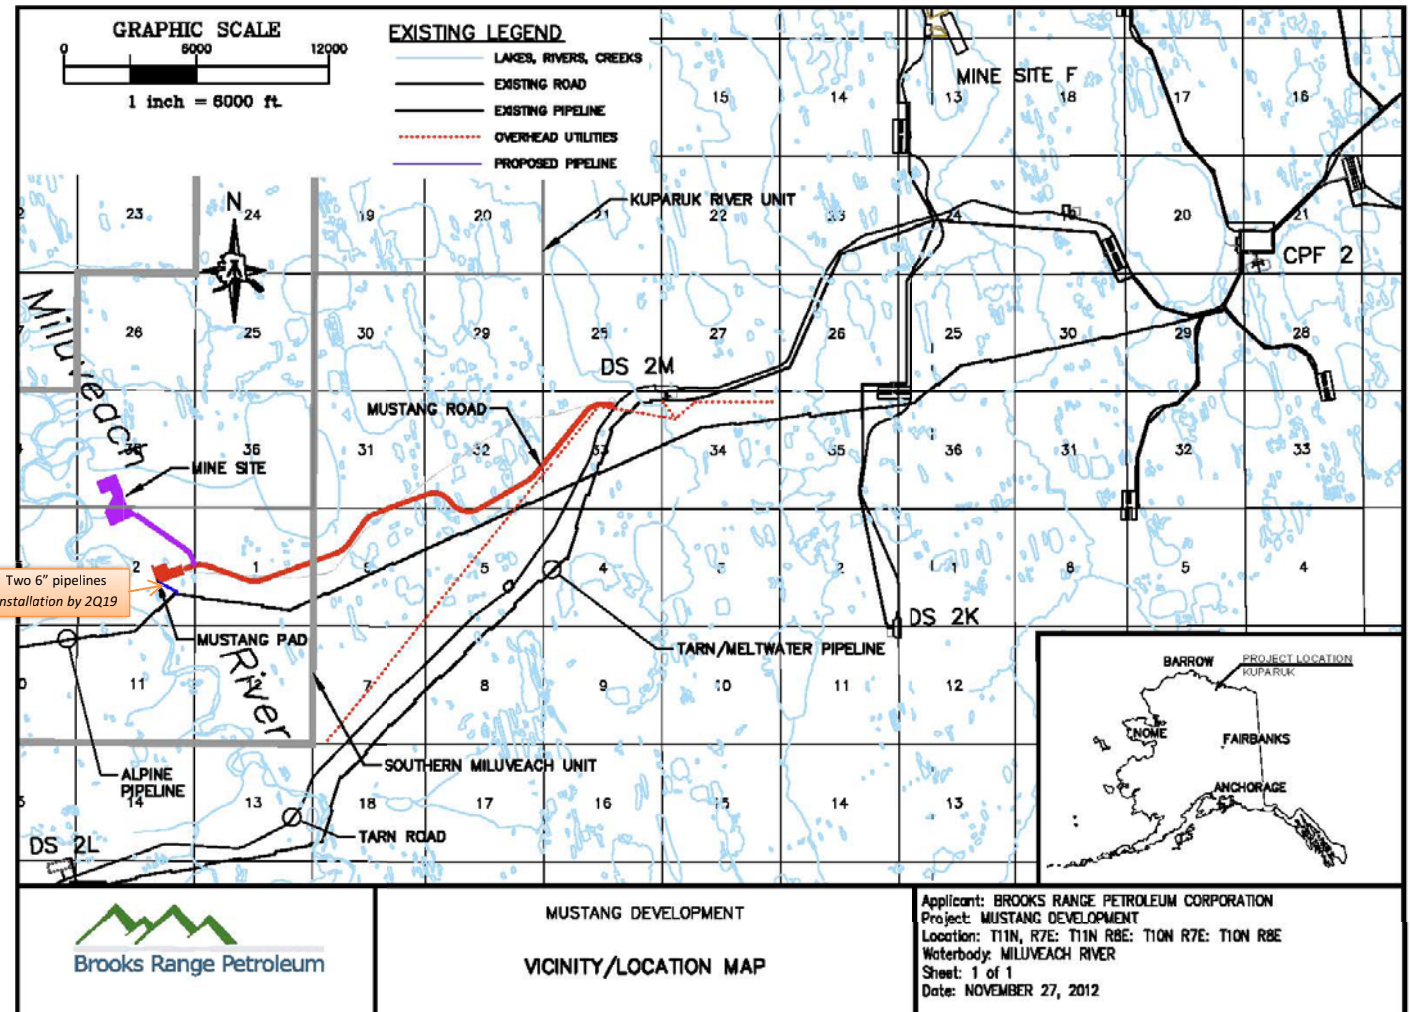 GRAPHIC SCALE
0 6000 12000
1 inch = 6000 ft.
EXISTING LEGEND
LAKES, RIVERS, CREEKS
EXISTING ROAD
EXISTING PIPELINE
OVERHEAD UTILITIES
PROPOSED PIPELINE
MINE SITE F
15 14 13 18 17 16
N
KUPARUK RIVER UNIT
23 24 19 20 21 22 23 24 20 21
CPF 2
Miluveach
26 25 30 29 27 26 25 30 29 28
DS 2M
MUSTANG ROAD
36 31 32 33 34 35 36 31 32 33
MINE SITE
2 1 5 4 2 1 6 5 4
Two 6” pipelines
nstallation by 2Q19
MUSTANG PAD
DS 2K
TARN/MELTWATER PIPELINE
River
11 7 8 9 10 11 12
BARROW
PROJECT LOCATION
KUPARUK
NOME
FAIRBANKS
ANCHORAGE
SOUTHERN MILUVEACH UNIT
ALPINE
PIPELINE
14 13 18 17 16 15 14 13
TARN ROAD
DS 2L
Brooks Range Petroleum
MUSTANG DEVELOPMENT
VICINITY/LOCATION MAP
Applicant: BROOKS RANGE PETROLEUM CORPORATION
Project: MUSTANG DEVELOPMENT
Location: T11N, R7E: T11N R8E: T10N R7E: T10N R8E
Waterbody: MILUVEACH RIVER
Sheet: 1 of 1
Date: NOVEMBER 27, 2012